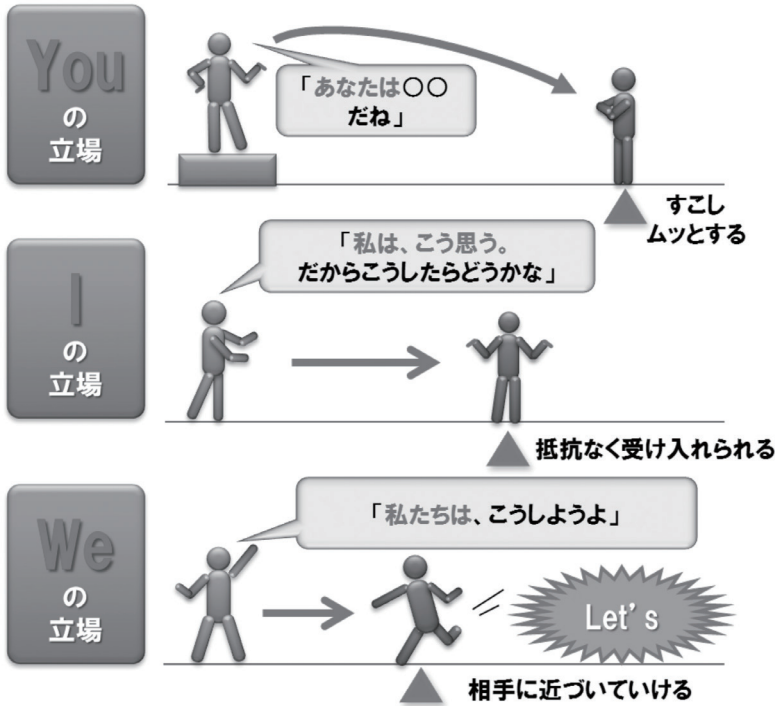 You
の
立場
「あなたは○○
だね」
すこし
ムッとする
I
の
立場
「私は、こう思う。
だからこうしたらどうかな」
抵抗なく受け入れられる
We
の
立場
「私たちは、こうしようよ」
Let's
相手に近づいていける